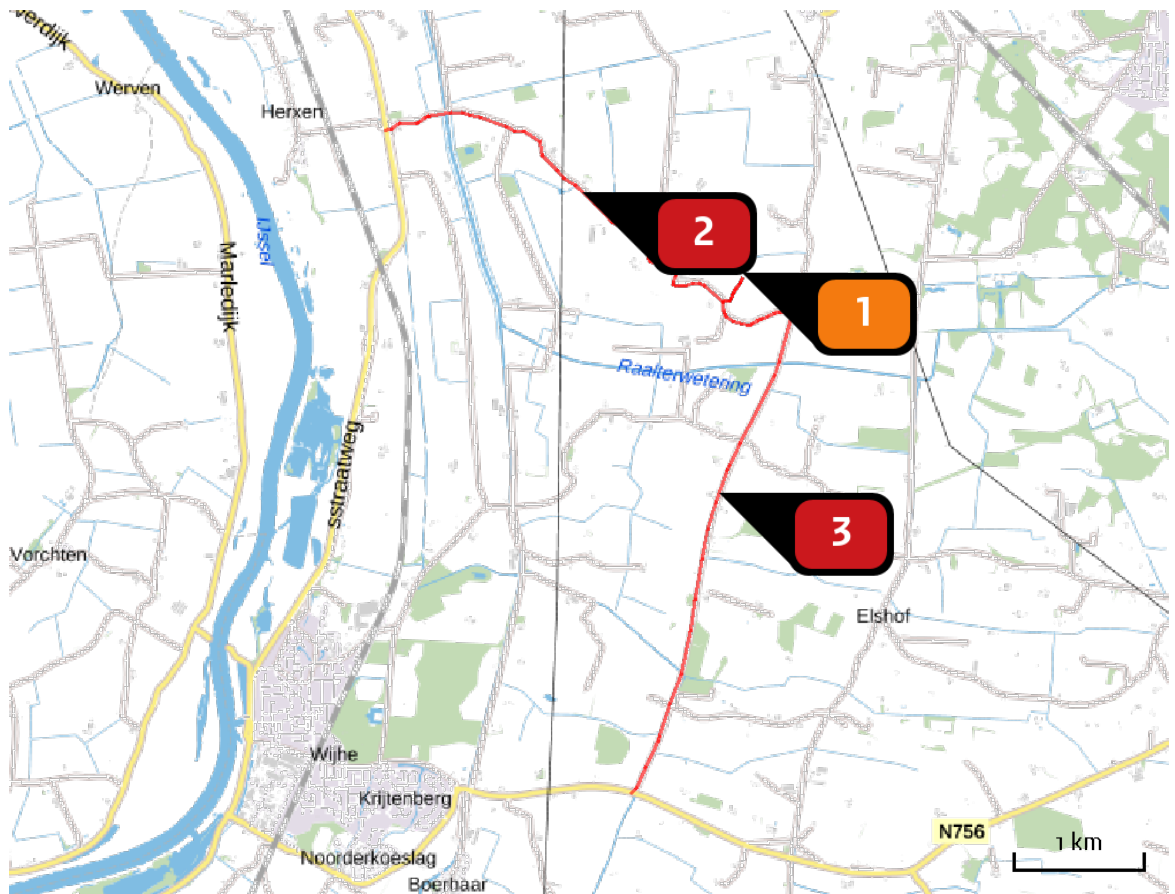 verdijk
Werven
Herxen
IJssel
Marledijk
2
1
Raalterwetering
sstraatweg
3
Vorchten
Elshof
Wijhe
Krijtenberg
N756
1 km
Noorderkoeslag
Boerhaar